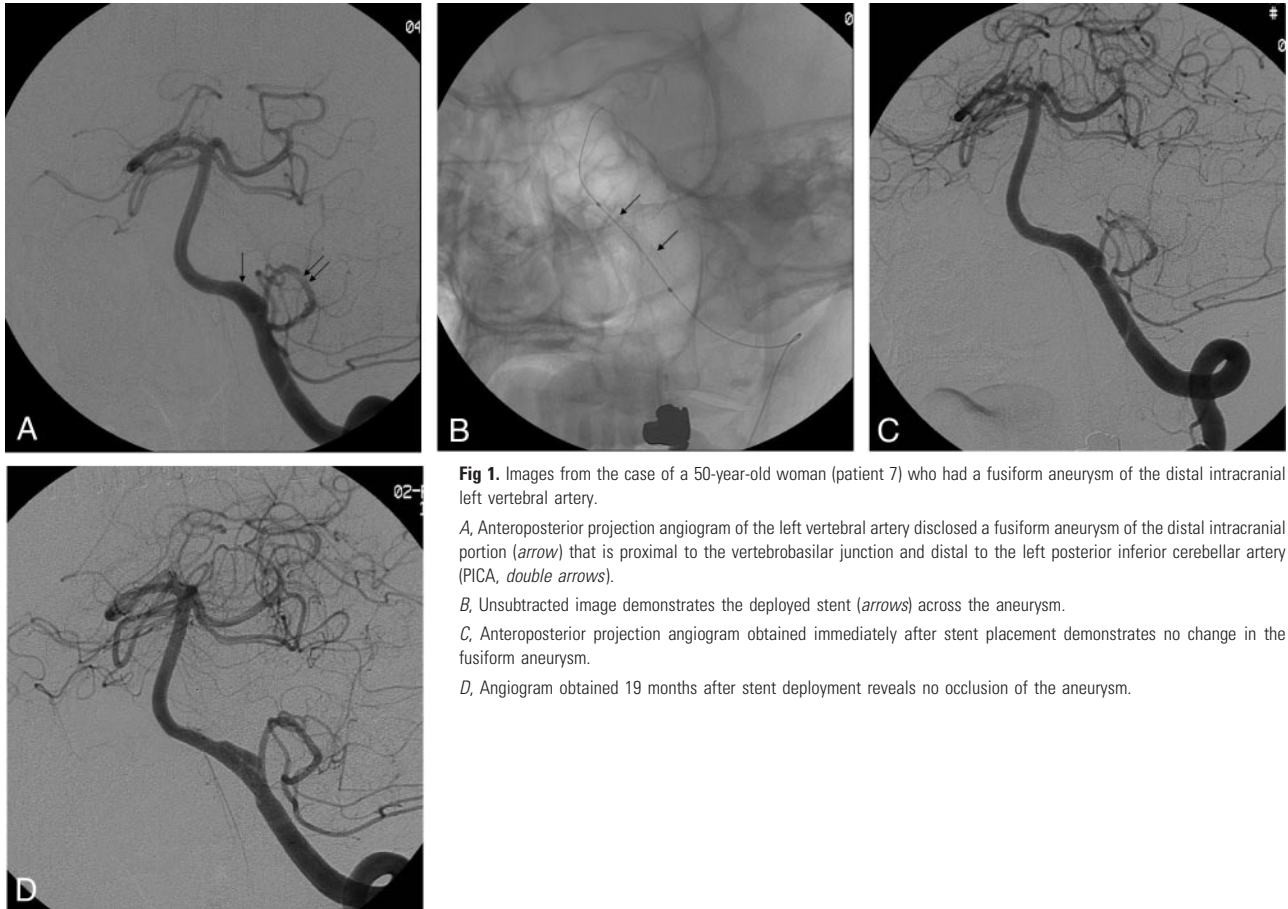 04
A
0
B
#
0
C
02-F
D
Fig 1. Images from the case of a 50-year-old woman (patient 7) who had a fusiform aneurysm of the distal intracranial
left vertebral artery.
A, Anteroposterior projection angiogram of the left vertebral artery disclosed a fusiform aneurysm of the distal intracranial
portion (arrow) that is proximal to the vertebrobasilar junction and distal to the left posterior inferior cerebellar artery
(PICA, double arrows).
B, Unsubtracted image demonstrates the deployed stent (arrows) across the aneurysm.
C, Anteroposterior projection angiogram obtained immediately after stent placement demonstrates no change in the
fusiform aneurysm.
D, Angiogram obtained 19 months after stent deployment reveals no occlusion of the aneurysm.